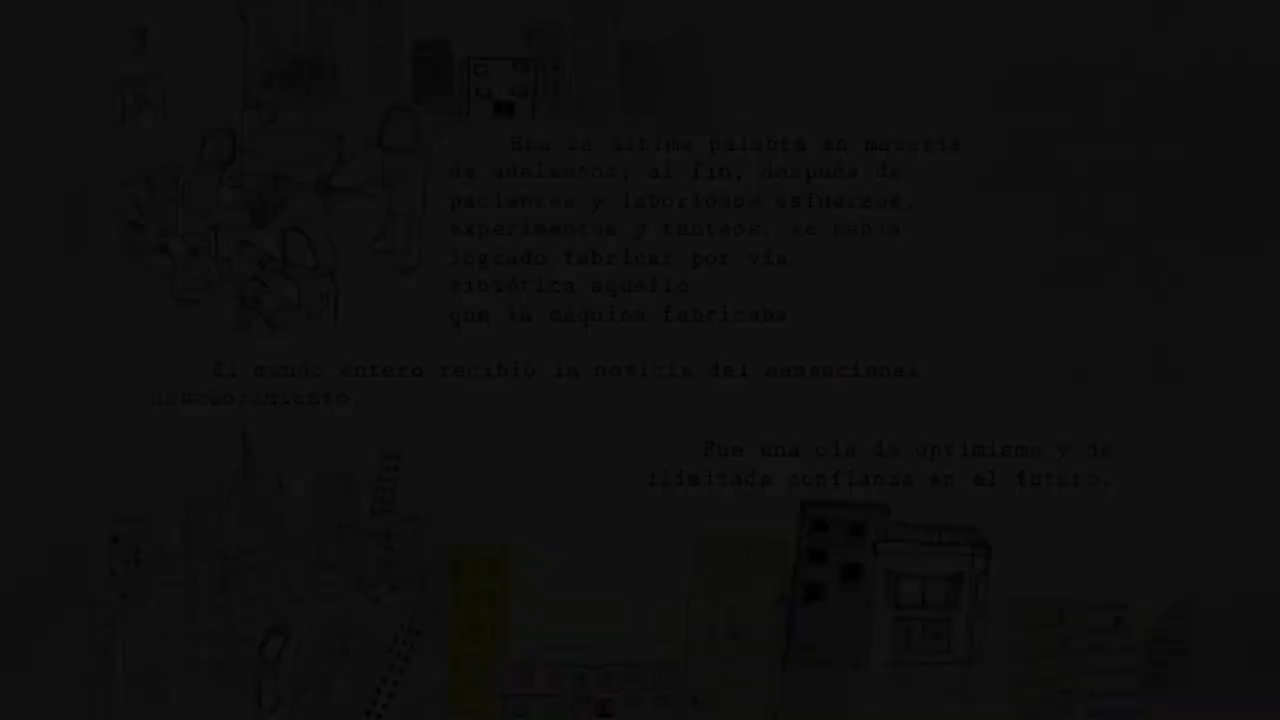 Era la última palabra en materia
de adelantos; al fin, después de
pacientes y laboriosos esfuerzos,
experimentos y tanteos, se había
logrado fabricar por vía
sintética aquello
que la máquina fabricaba
El mundo entero recibió la noticia del sensacional
descubrimiento
Fue una ola de optimismo y de
ilimitada confianza en el futuro.